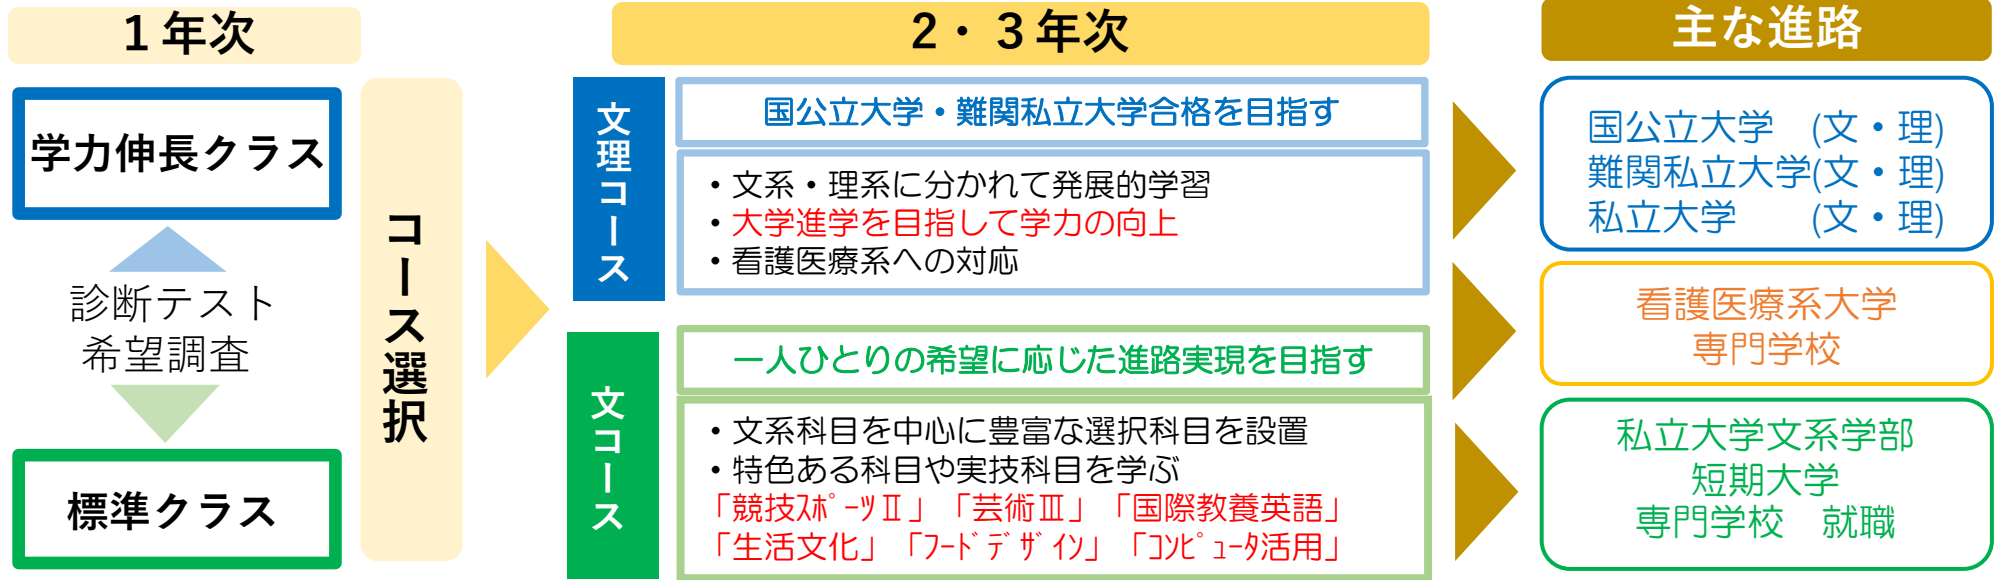 １年次
学力伸長クラス
診断テスト
希望調査
標準クラス
コース選択
２・３年次
文理コース
国公立大学・難関私立大学合格を目指す
・文系・理系に分かれて発展的学習
・大学進学を目指して学力の向上
・看護医療系への対応
文コース
一人ひとりの希望に応じた進路実現を目指す
・文系科目を中心に豊富な選択科目を設置
・特色ある科目や実技科目を学ぶ
「競技ｽﾎﾟｰﾂⅡ」「芸術Ⅲ」「国際教養英語」
「生活文化」「ﾌｰﾄﾞﾃﾞｻﾞｲﾝ」「ｺﾝﾋﾟｭｰﾀ活用」
主な進路
国公立大学　(文・理)
難関私立大学(文・理)
私立大学　　(文・理)
看護医療系大学
専門学校
私立大学文系学部
短期大学
専門学校　就職